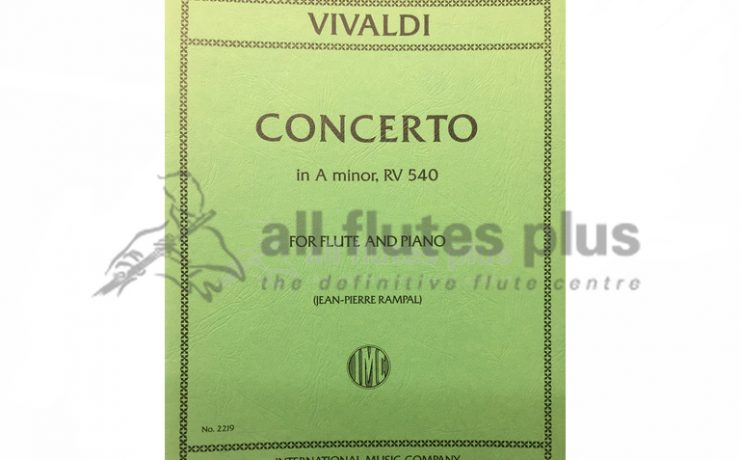 VIVALDI
CONCERTO
in A minor, RV 540
all flutes plus
FOR FLUTE AND PIANO
the definitive flute centre
(JEAN-PIERRE RAMPAL)
IMC
No. 2219
INTERNATIONAL MUSIC COMPANY